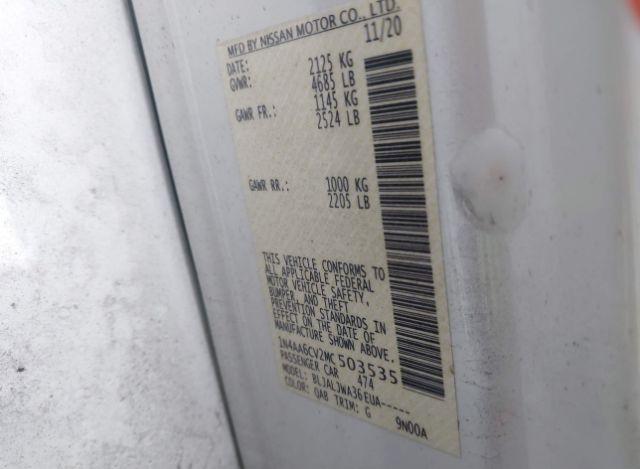 MFD BY NISSAN MOTOR CO., LTD.
DATE: 11/20
GVWR: 2125 KG
4685 LB
GAWR FR.: 1145 KG
2524 LB
GAWR RR.: 1000 KG
2205 LB
THIS VEHICLE CONFORMS TO
ALL APPLICABLE FEDERAL
MOTOR VEHICLE SAFETY,
BUMPER, AND THEFT
PREVENTION STANDARDS IN
EFFECT ON THE DATE OF
MANUFACTURE SHOWN ABOVE.
1N4AA6CV2MC503535
PASSENGER CAR 474
MODEL: BLJALJWA36EUA-----
COLOR: QAB TRIM: G 9N00A